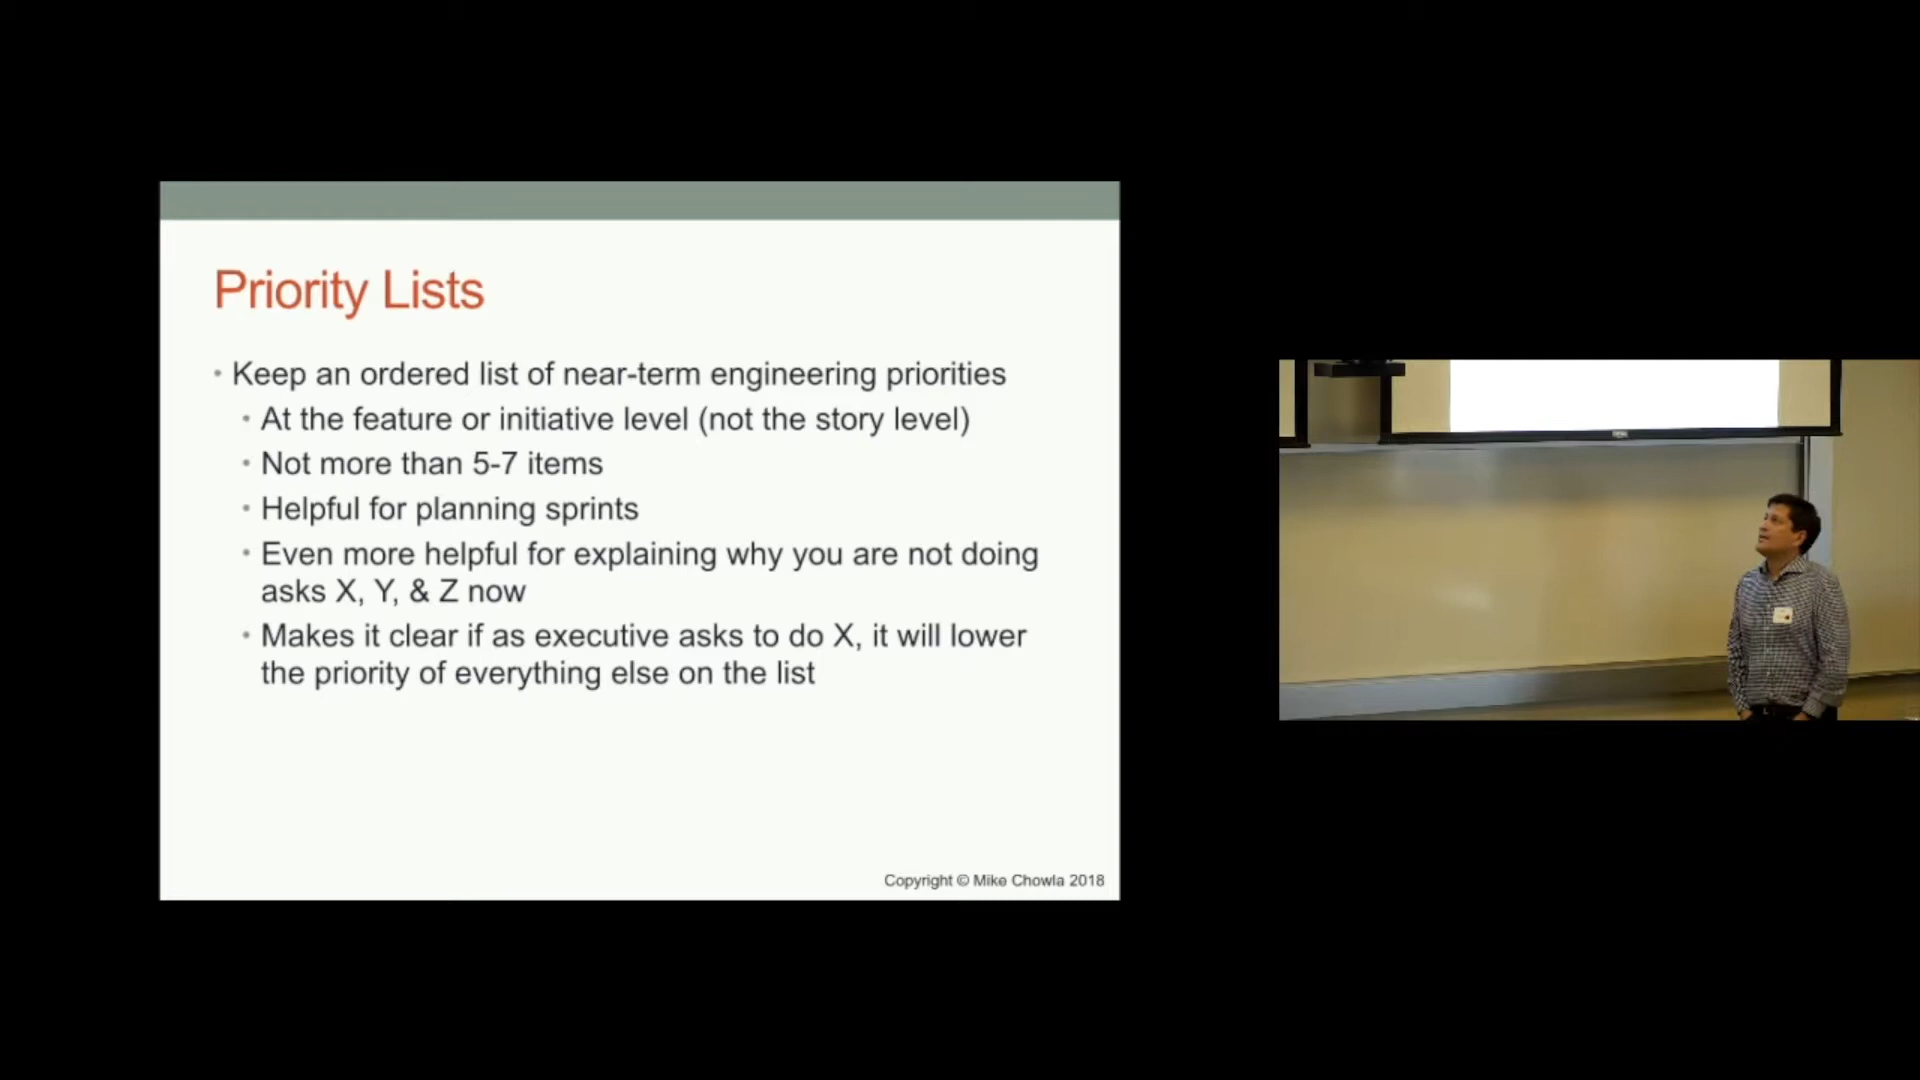 Priority Lists
• Keep an ordered list of near-term engineering priorities
• At the feature or initiative level (not the story level)
• Not more than 5-7 items
• Helpful for planning sprints
• Even more helpful for explaining why you are not doing
asks X, Y, & Z now
• Makes it clear if as executive asks to do X, it will lower
the priority of everything else on the list
Copyright © Mike Chowla 2018